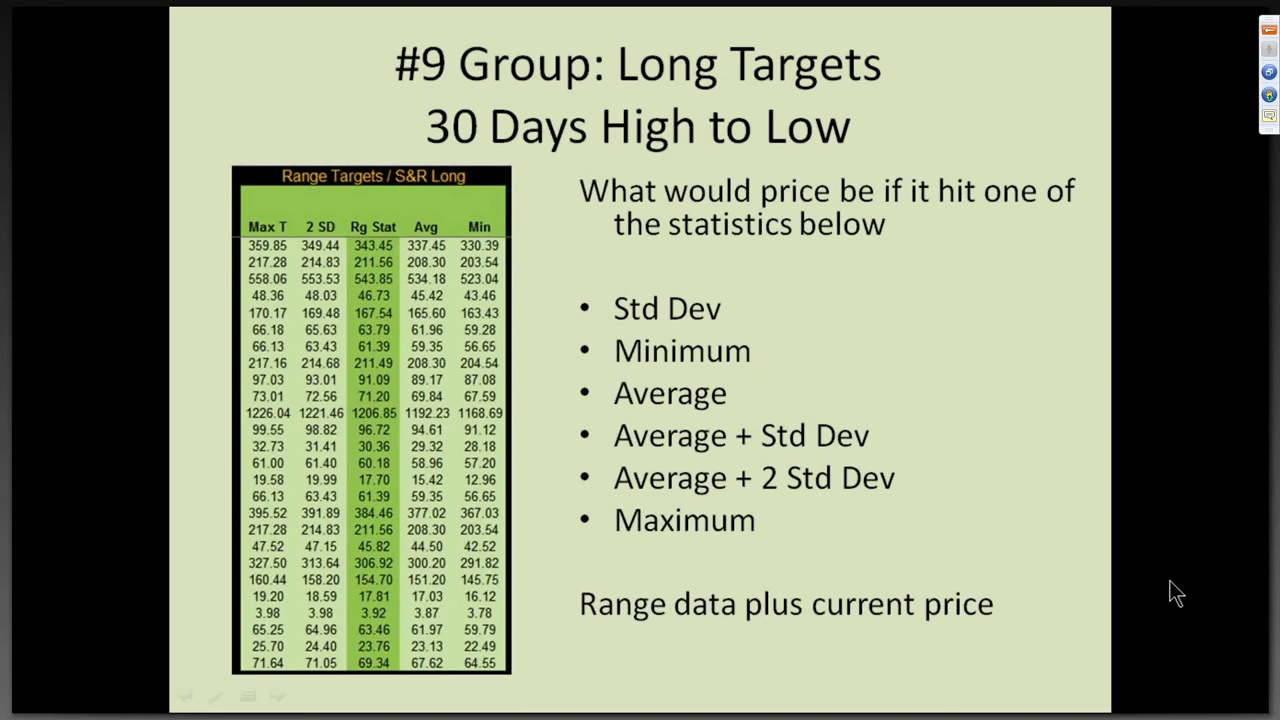 #9 Group: Long Targets
30 Days High to Low
Range Targets / S&R Long
Max T 2 SD Rg Stat Avg Min
359.85 349.44 343.45 337.45 330.39
217.28 214.83 211.56 208.30 203.54
558.06 553.53 543.85 534.18 523.04
48.36 48.03 46.73 45.42 43.46
170.17 169.48 167.54 165.60 163.43
66.18 65.63 63.79 61.96 59.28
66.13 63.43 61.39 59.35 56.65
217.16 214.68 211.49 208.30 204.54
97.03 93.01 91.09 89.17 87.08
73.01 72.56 71.20 69.84 67.59
1226.04 1221.46 1206.85 1192.23 1168.69
99.55 98.82 96.72 94.61 91.12
32.73 31.41 30.36 29.32 28.18
61.00 61.40 60.18 58.96 57.20
19.58 19.99 17.70 15.42 12.96
66.13 63.43 61.39 59.35 56.65
395.52 391.89 384.46 377.02 367.03
217.28 214.83 211.56 208.30 203.54
47.52 47.15 45.82 44.50 42.52
327.50 313.64 306.92 300.20 291.82
160.44 158.20 154.70 151.20 145.75
19.20 18.59 17.81 17.03 16.12
3.98 3.98 3.92 3.87 3.78
65.25 64.96 63.46 61.97 59.79
25.70 24.40 23.76 23.13 22.49
71.64 71.05 69.34 67.62 64.55
What would price be if it hit one of
the statistics below
• Std Dev
• Minimum
• Average
• Average + Std Dev
• Average + 2 Std Dev
• Maximum
Range data plus current price